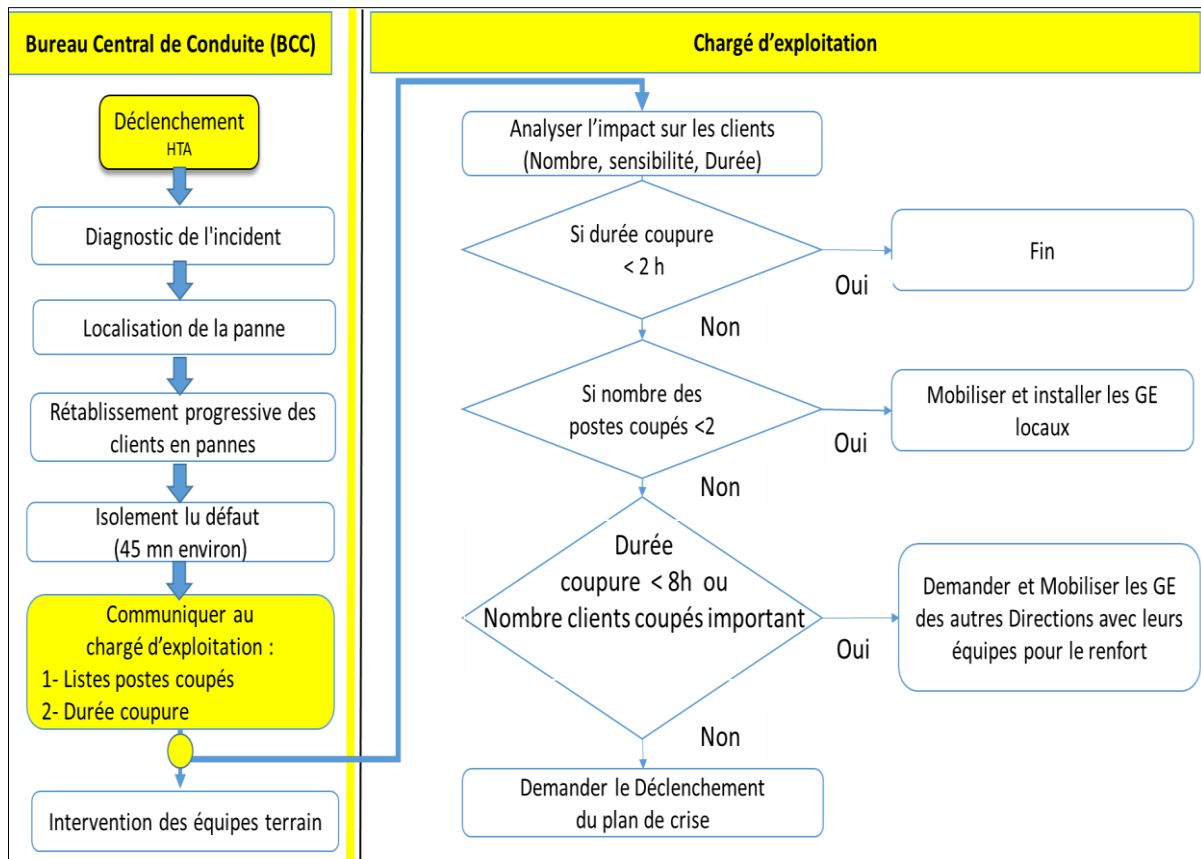 Bureau Central de Conduite (BCC)
Déclenchement
HTA
Diagnostic de l'incident
Localisation de la panne
Rétablissement progressive des
clients en pannes
Isolement lu défaut
(45 mn environ)
Communiquer au
chargé d’exploitation :
1- Listes postes coupés
2- Durée coupure
Intervention des équipes terrain
Chargé d’exploitation
Analyser l’impact sur les clients
(Nombre, sensibilité, Durée)
Si durée coupure
< 2 h
Oui
Fin
Non
Si nombre des
postes coupés <2
Oui
Mobiliser et installer les GE
locaux
Non
Durée
coupure < 8h ou
Nombre clients coupés important
Oui
Demander et Mobiliser les GE
des autres Directions avec leurs
équipes pour le renfort
Non
Demander le Déclenchement
du plan de crise